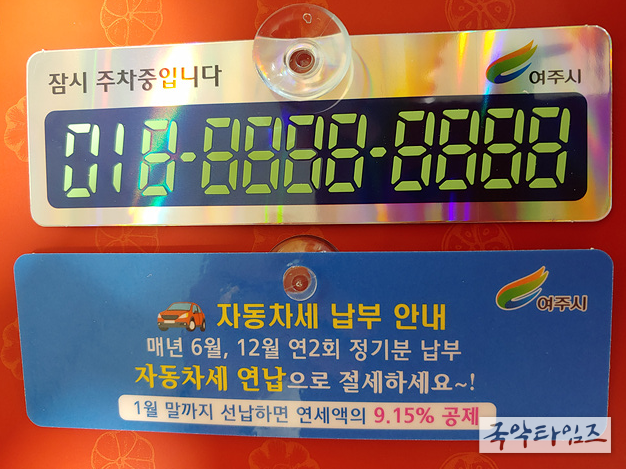 잠시 주차중입니다
여주시
018-8888-8888
여주시
자동차세 납부 안내
매년 6월, 12월 연2회 정기분 납부
자동차세 연납으로 절세하세요~!
1월 말까지 선납하면 연세액의 9.15% 공제
국악타임즈